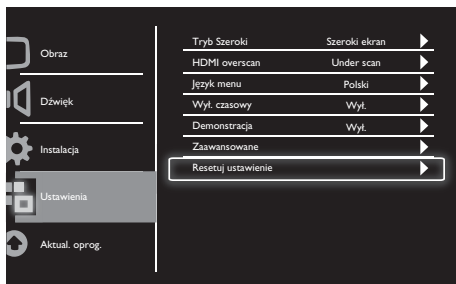 Obraz
Dźwięk
Instalacja
Ustawienia
Aktual. oprog.
Tryb Szeroki Szeroki ekran
HDMI overscan Under scan
Język menu Polski
Wył. czasowy Wył.
Demonstracja Wył.
Zaawansowane
Resetuj ustawienie